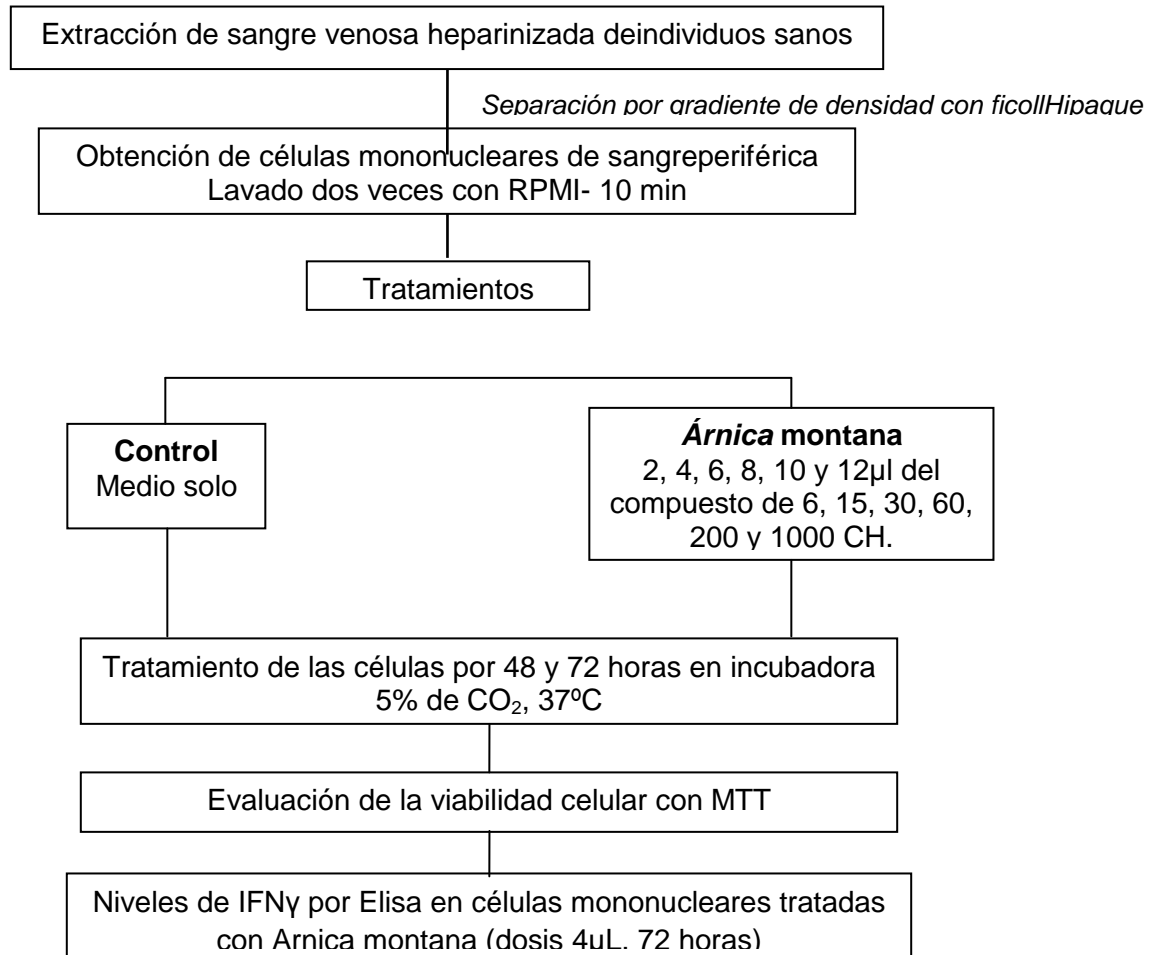 Extracción de sangre venosa heparinizada deindividuos sanos
Separación por gradiente de densidad con ficollHipaque
Obtención de células mononucleares de sangreperiférica
Lavado dos veces con RPMI- 10 min
Tratamientos
Control
Medio solo
Árnica montana
2, 4, 6, 8, 10 y 12µl del
compuesto de 6, 15, 30, 60,
200 y 1000 CH.
Tratamiento de las células por 48 y 72 horas en incubadora
5% de CO₂, 37ºC
Evaluación de la viabilidad celular con MTT
Niveles de IFNγ por Elisa en células mononucleares tratadas
con Arnica montana (dosis 4µL, 72 horas)